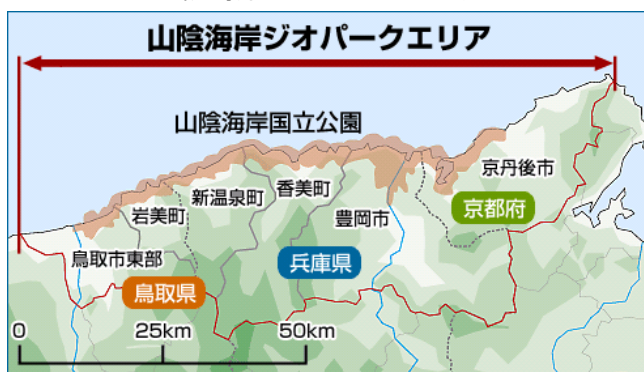 山陰海岸ジオパークエリア
山陰海岸国立公園
京丹後市
香美町
新温泉町
岩美町
豊岡市
京都府
鳥取市東部
兵庫県
鳥取県
0 25km 50km